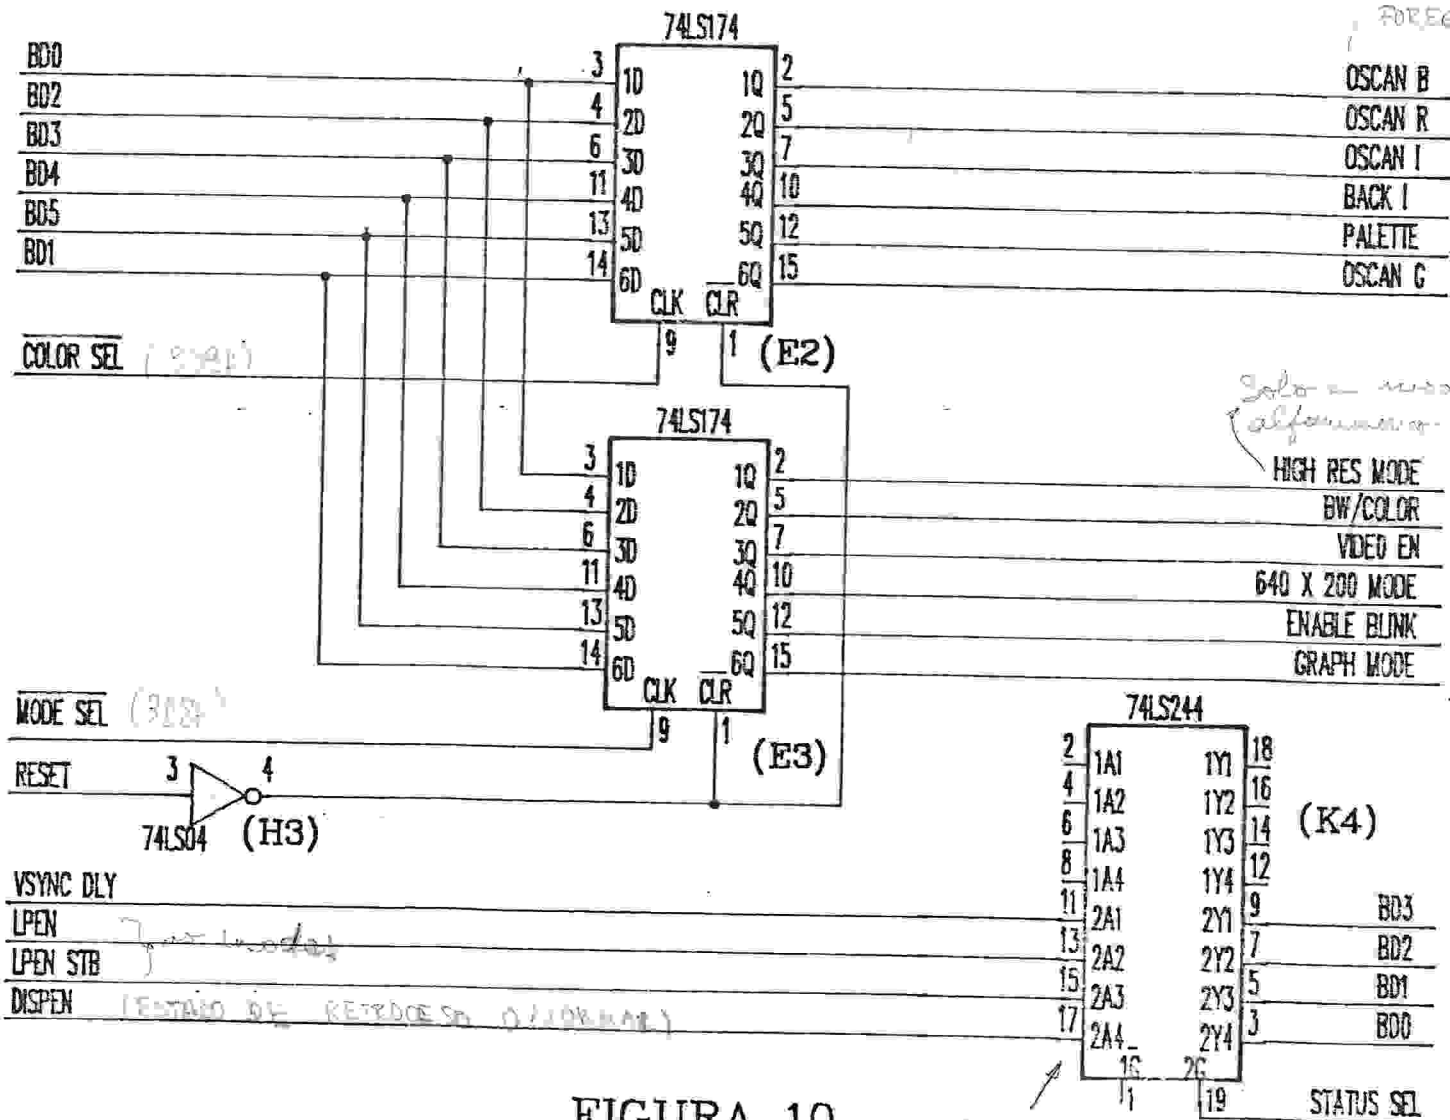 74LS174
BD0
BD2
BD3
BD4
BD5
BD1
3 1D 1Q 2
4 2D 2Q 5
6 3D 3Q 7
11 4D 4Q 10
13 5D 5Q 12
14 6D 6Q 15
CLK CLR
9 1
(E2)
OSCAN B
OSCAN R
OSCAN I
BACK I
PALETTE
OSCAN G
COLOR SEL
74LS174
3 1D 1Q 2
4 2D 2Q 5
6 3D 3Q 7
11 4D 4Q 10
13 5D 5Q 12
14 6D 6Q 15
CLK CLR
9 1
(E3)
HIGH RES MODE
BW/COLOR
VIDEO EN
640 X 200 MODE
ENABLE BLINK
GRAPH MODE
MODE SEL
RESET
3 4
74LS04 (H3)
74LS244
2 1A1 1Y1 18
4 1A2 1Y2 16
6 1A3 1Y3 14
8 1A4 1Y4 12
11 2A1 2Y1 9
13 2A2 2Y2 7
15 2A3 2Y3 5
17 2A4 2Y4 3
1G 2G
1 19
(K4)
VSYNC DLY
LPEN
LPEN STB
DISPEN (ESTADO DE RETROCESO O NORMAL)
BD3
BD2
BD1
BD0
STATUS SEL
FIGURA 10